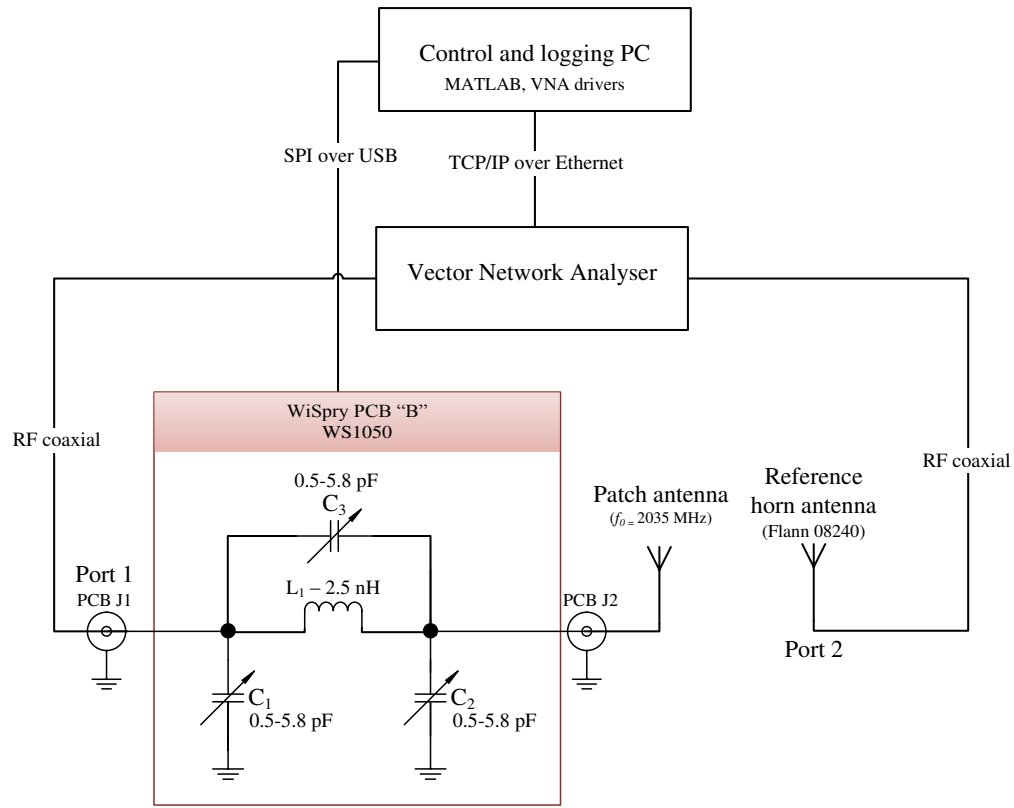 Control and logging PC
MATLAB, VNA drivers
SPI over USB
TCP/IP over Ethernet
Vector Network Analyser
RF coaxial
WiSpry PCB “B”
WS1050
0.5-5.8 pF
C3
L1 – 2.5 nH
Port 1
PCB J1
C1
0.5-5.8 pF
C2
0.5-5.8 pF
PCB J2
Patch antenna
(f0 = 2035 MHz)
Reference
horn antenna
(Flann 08240)
RF coaxial
Port 2